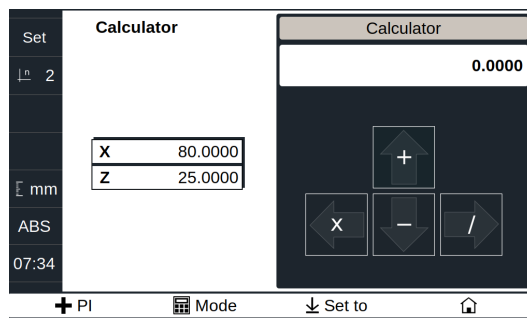 Set
n 2
mm
ABS
07:34
Calculator
X 80.0000
Z 25.0000
Calculator
0.0000
+
x − /
PI
Mode
Set to